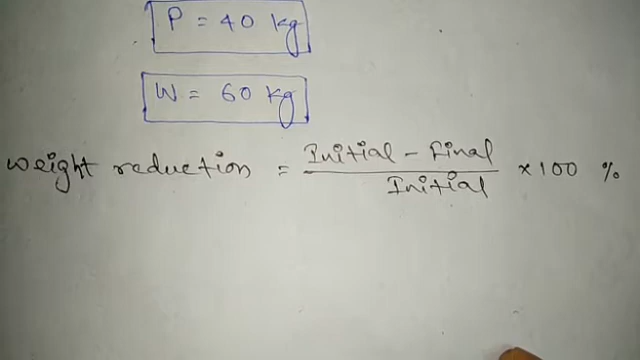 P = 40 kg
W = 60 kg
Weight reduction = Initial - Final / Initial × 100 %